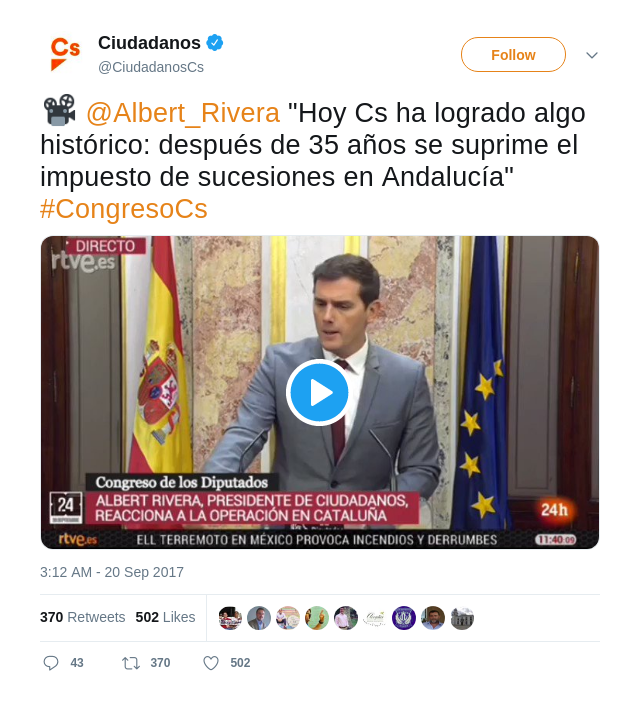 Cs
Ciudadanos
@CiudadanosCs
Follow
@Albert_Rivera "Hoy Cs ha logrado algo
histórico: después de 35 años se suprime el
impuesto de sucesiones en Andalucía"
#CongresoCs
DIRECTO
rtve.es
Congreso de los Diputados
24
ALBERT RIVERA, PRESIDENTE DE CIUDADANOS,
REACCIONA A LA OPERACIÓN EN CATALUÑA
24h
rtve.es
ELL TERREMOTO EN MÉXICO PROVOCA INCENDIOS Y DERRUMBES
11:40:09
3:12 AM - 20 Sep 2017
370 Retweets 502 Likes
43 370 502